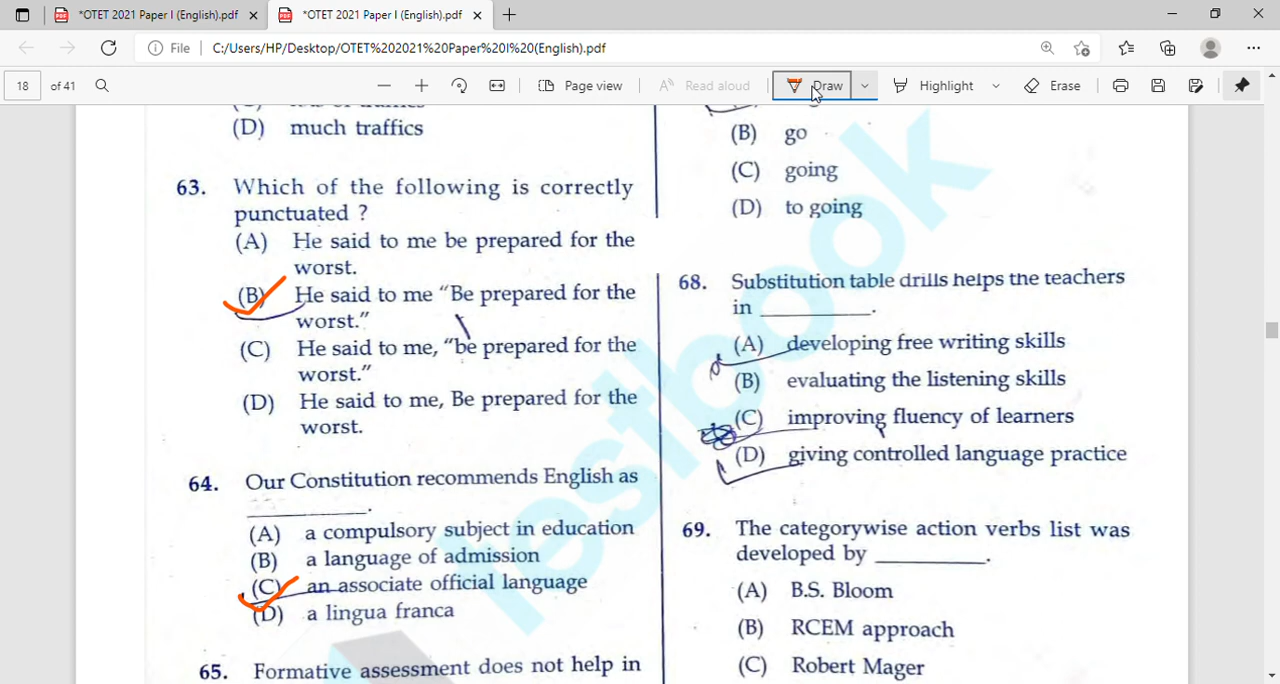 *OTET 2021 Paper I (English).pdf
*OTET 2021 Paper I (English).pdf
File
C:/Users/HP/Desktop/OTET%202021%20Paper%20I%20(English).pdf
18 of 41
Page view
Read aloud
Draw
Highlight
Erase
(D) much traffics
63. Which of the following is correctly
punctuated ?
(A) He said to me be prepared for the
worst.
(B) He said to me “Be prepared for the
worst.”
(C) He said to me, “be prepared for the
worst.”
(D) He said to me, Be prepared for the
worst.
64. Our Constitution recommends English as
__________.
(A) a compulsory subject in education
(B) a language of admission
(C) an associate official language
(D) a lingua franca
65. Formative assessment does not help in
(B) go
(C) going
(D) to going
68. Substitution table drills helps the teachers
in __________.
(A) developing free writing skills
(B) evaluating the listening skills
(C) improving fluency of learners
(D) giving controlled language practice
69. The categorywise action verbs list was
developed by __________.
(A) B.S. Bloom
(B) RCEM approach
(C) Robert Mager
testbook